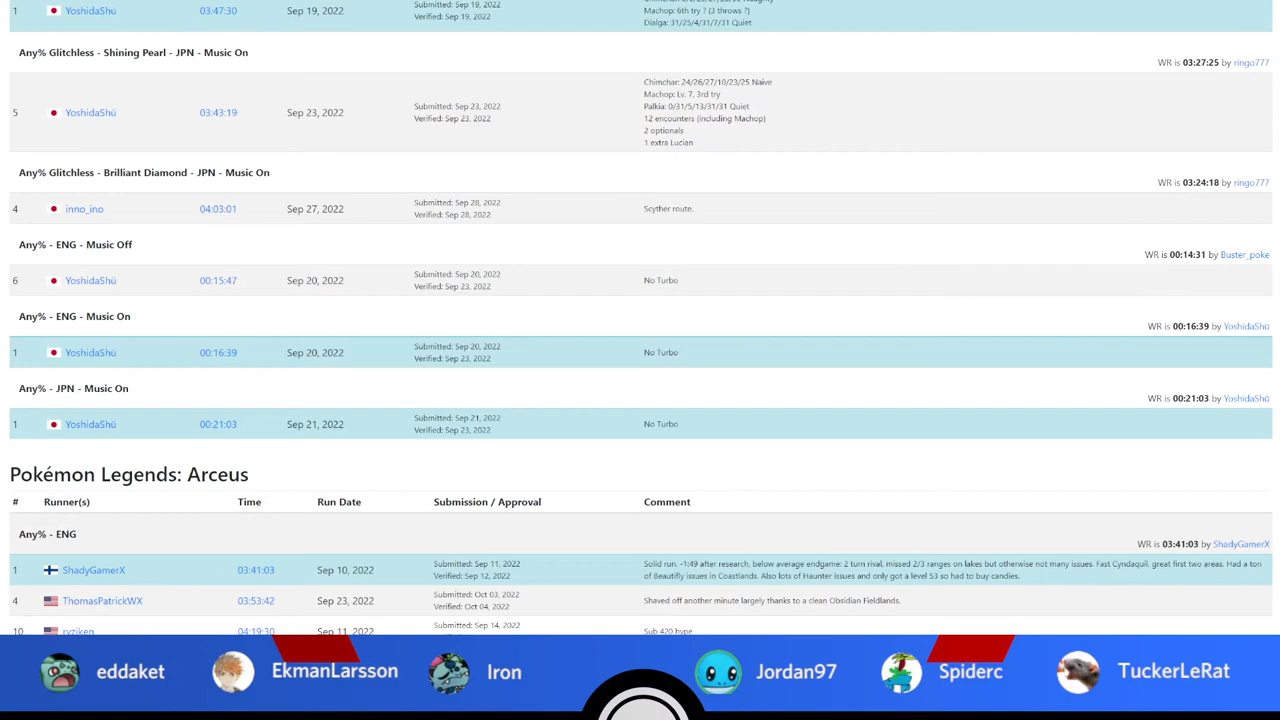 1 YoshidaShū 03:47:30 Sep 19, 2022 Verified: Sep 19, 2022
Machop: 6th try ? (3 throws ?)
Dialga: 31/25/4/31/7/31 Quiet
Any% Glitchless - Shining Pearl - JPN - Music On
WR is 03:27:25 by ringo777
5 YoshidaShū 03:43:19 Sep 23, 2022 Submitted: Sep 23, 2022
Verified: Sep 23, 2022
Chimchar: 24/26/27/10/23/25 Naive
Machop: Lv. 7, 3rd try
Palkia: 0/31/5/13/31/31 Quiet
12 encounters (including Machop)
2 optionals
1 extra Lucian
Any% Glitchless - Brilliant Diamond - JPN - Music On
WR is 03:24:18 by ringo777
4 inno_ino 04:03:01 Sep 27, 2022 Submitted: Sep 28, 2022
Verified: Sep 28, 2022
Scyther route.
Any% - ENG - Music Off
WR is 00:14:31 by Buster_poke
6 YoshidaShū 00:15:47 Sep 20, 2022 Submitted: Sep 20, 2022
Verified: Sep 23, 2022
No Turbo
Any% - ENG - Music On
WR is 00:16:39 by YoshidaShū
1 YoshidaShū 00:16:39 Sep 20, 2022 Submitted: Sep 20, 2022
Verified: Sep 23, 2022
No Turbo
Any% - JPN - Music On
WR is 00:21:03 by YoshidaShū
1 YoshidaShū 00:21:03 Sep 21, 2022 Submitted: Sep 21, 2022
Verified: Sep 23, 2022
No Turbo
Pokémon Legends: Arceus
# Runner(s) Time Run Date Submission / Approval Comment
Any% - ENG
WR is 03:41:03 by ShadyGamerX
1 ShadyGamerX 03:41:03 Sep 10, 2022 Submitted: Sep 11, 2022
Verified: Sep 12, 2022
Solid run. -1:49 after research, below average endgame: 2 turn rival, missed 2/3 ranges on lakes but otherwise not many issues. Fast Cyndaquil, great first two areas. Had a ton
of Beautifly issues in Coastlands. Also lots of Haunter issues and only got a level 53 so had to buy candies.
4 ThomasPatrickWX 03:53:42 Sep 23, 2022 Submitted: Oct 03, 2022
Verified: Oct 04, 2022
Shaved off another minute largely thanks to a clean Obsidian Fieldlands.
10 ryziken 04:19:30 Sep 11, 2022 Submitted: Sep 14, 2022
Sub 420 hype
eddaket EkmanLarsson Iron Jordan97 Spiderc TuckerLeRat